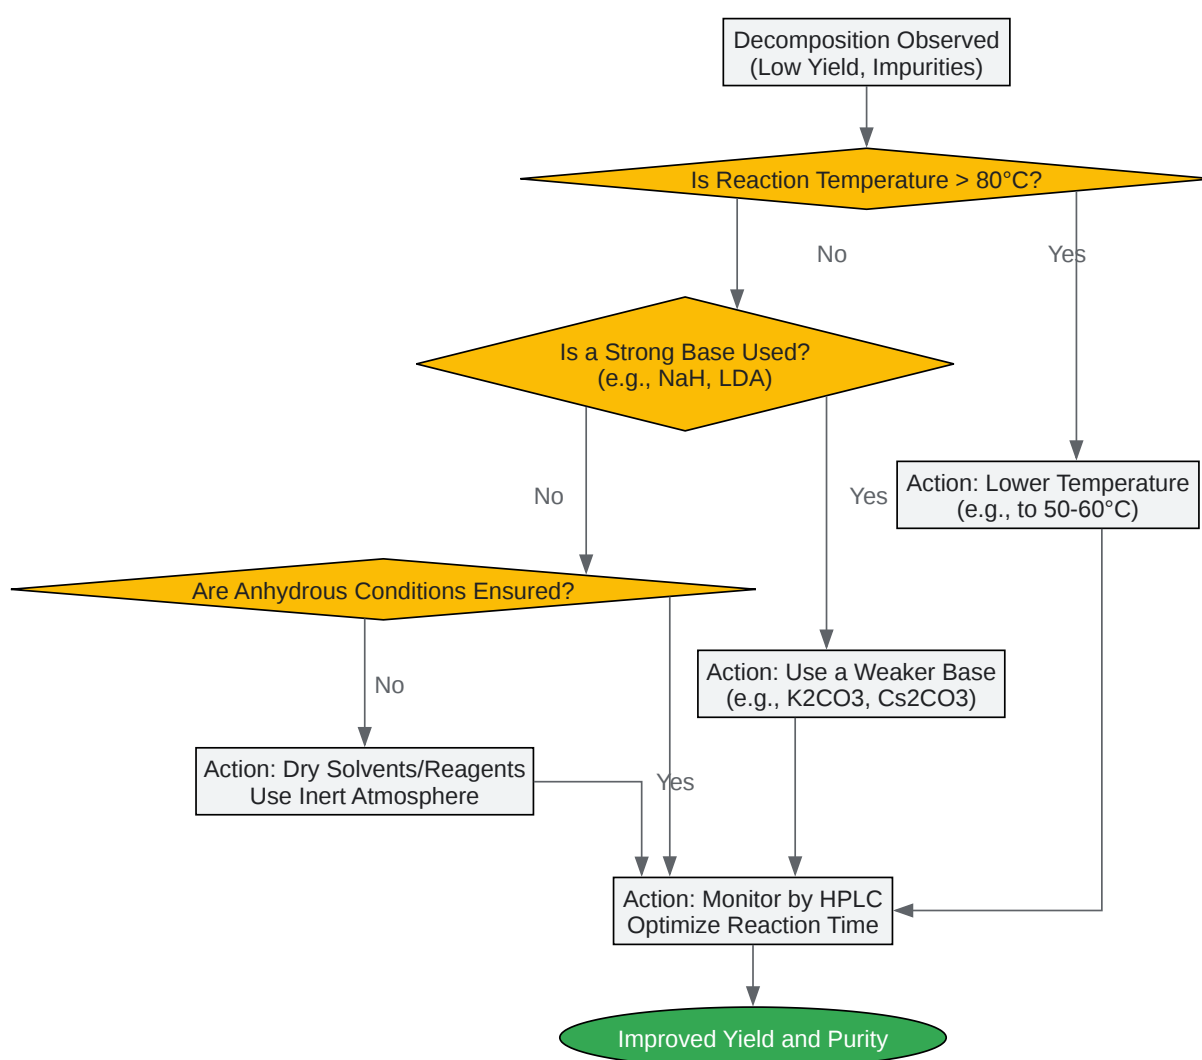 Decomposition Observed
(Low Yield, Impurities)
Is Reaction Temperature > 80°C?
No
Yes
Is a Strong Base Used?
(e.g., NaH, LDA)
No
Yes
Action: Lower Temperature
(e.g., to 50-60°C)
Are Anhydrous Conditions Ensured?
No
Action: Use a Weaker Base
(e.g., K2CO3, Cs2CO3)
Action: Dry Solvents/Reagents
Use Inert Atmosphere
Yes
Action: Monitor by HPLC
Optimize Reaction Time
Improved Yield and Purity